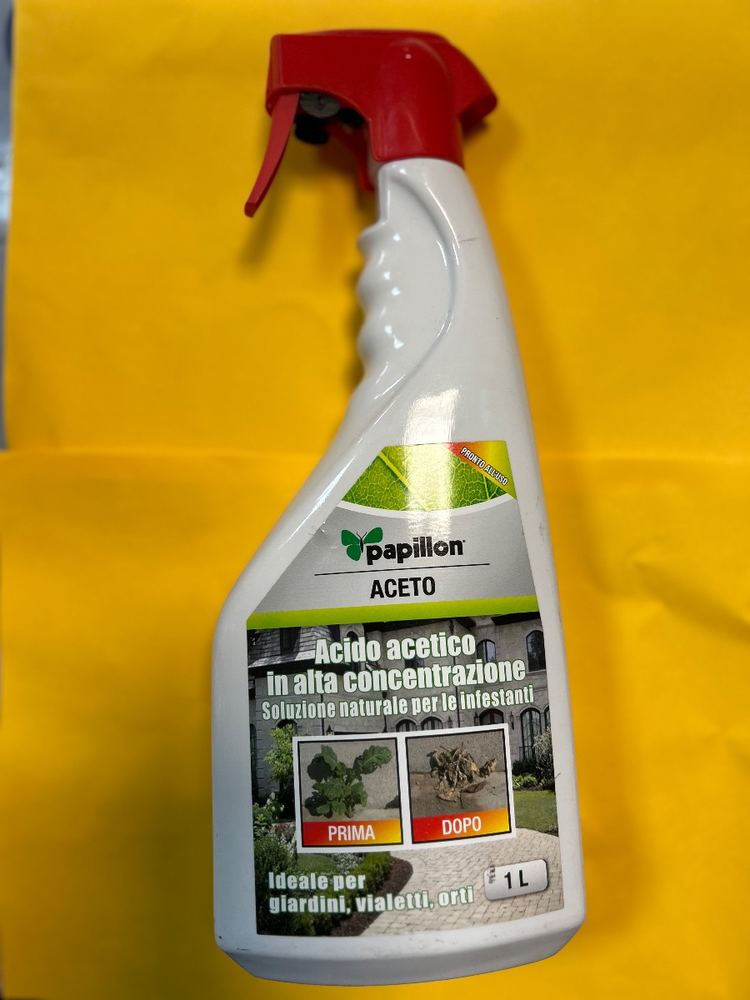 PRONTO ALL'USO
papillon
ACETO
Acido acetico
in alta concentrazione
Soluzione naturale per le infestanti
PRIMA
DOPO
Ideale per
giardini, vialetti, orti
1 L